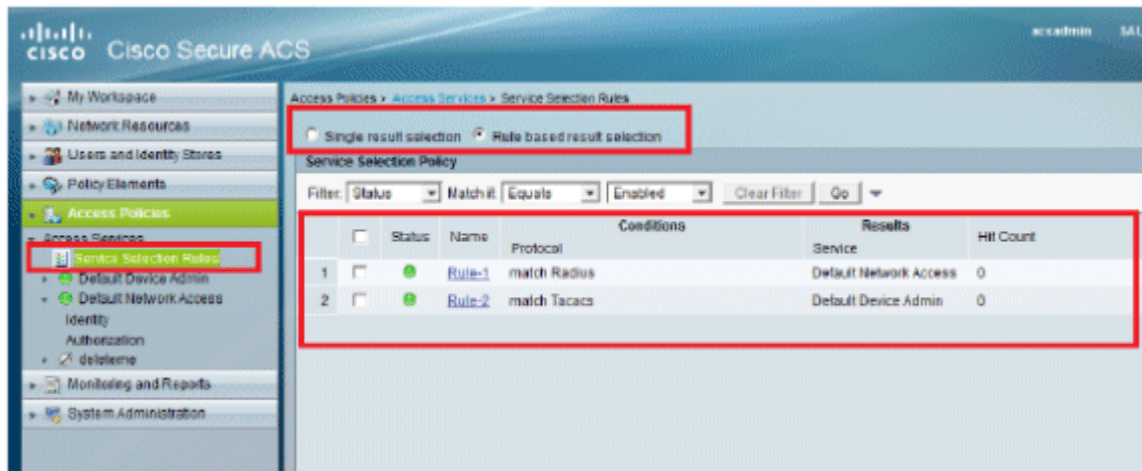 cisco Cisco Secure ACS
acsadmin
My Workspace
Network Resources
Users and Identity Stores
Policy Elements
Access Policies
Access Services
Service Selection Rules
Default Device Admin
Default Network Access
Identity
Authorization
deleteme
Monitoring and Reports
System Administration
Access Policies > Access Services > Service Selection Rules
Single result selection Rule based result selection
Service Selection Policy
Filter: Status Match if: Equals Enabled Clear Filter Go
Conditions Results
Status Name Protocol Service Hit Count
1 Rule-1 match Radius Default Network Access 0
2 Rule-2 match Tacacs Default Device Admin 0